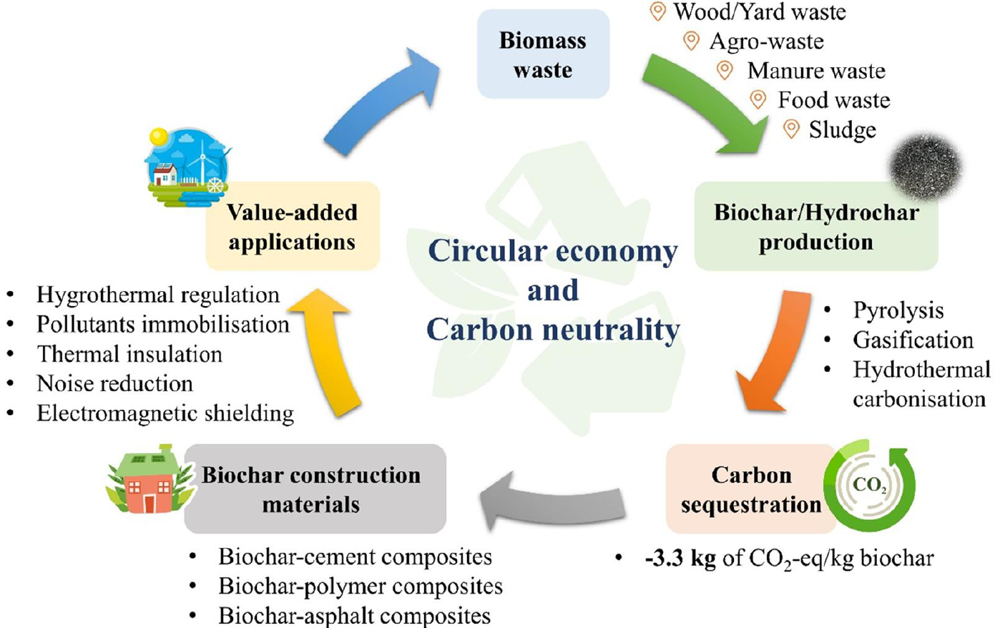 Biomass
waste
Wood/Yard waste
Agro-waste
Manure waste
Food waste
Sludge
Biochar/Hydrochar
production
• Pyrolysis
• Gasification
• Hydrothermal
carbonisation
Carbon
sequestration
CO₂
• -3.3 kg of CO₂-eq/kg biochar
Biochar construction
materials
• Biochar-cement composites
• Biochar-polymer composites
• Biochar-asphalt composites
Value-added
applications
• Hygrothermal regulation
• Pollutants immobilisation
• Thermal insulation
• Noise reduction
• Electromagnetic shielding
Circular economy
and
Carbon neutrality